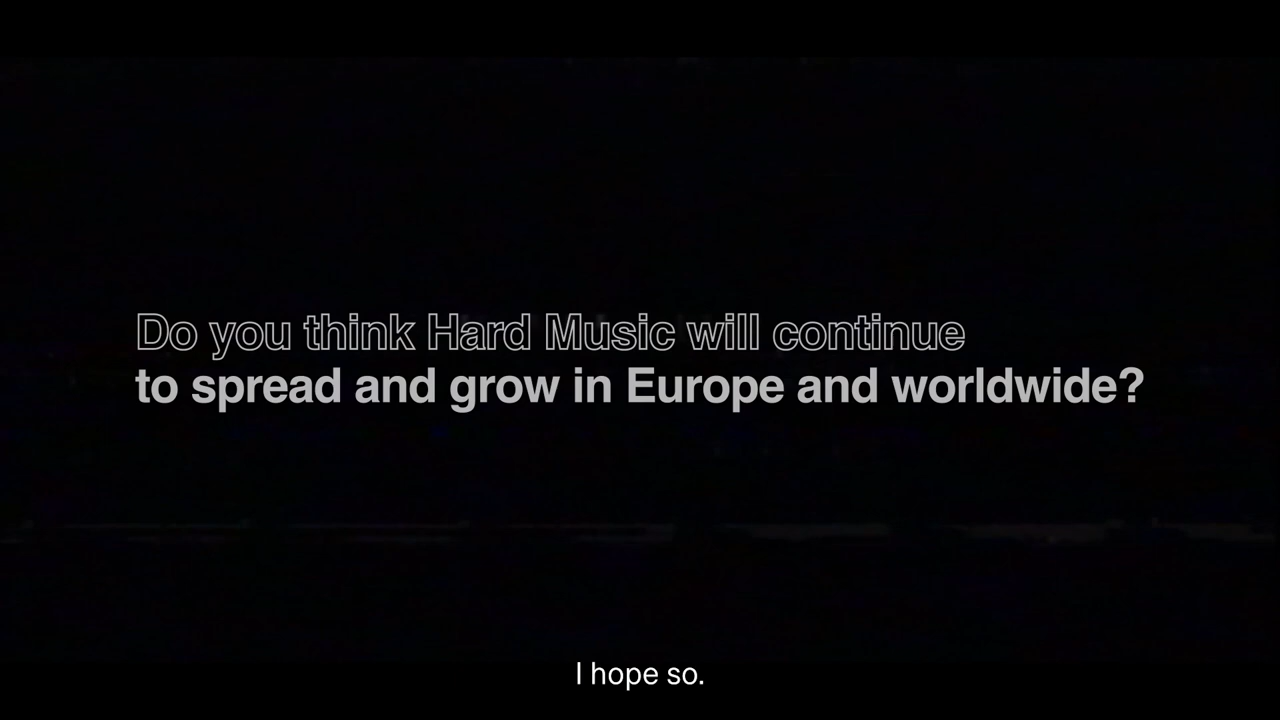 Do you think Hard Music will continue
to spread and grow in Europe and worldwide?
I hope so.